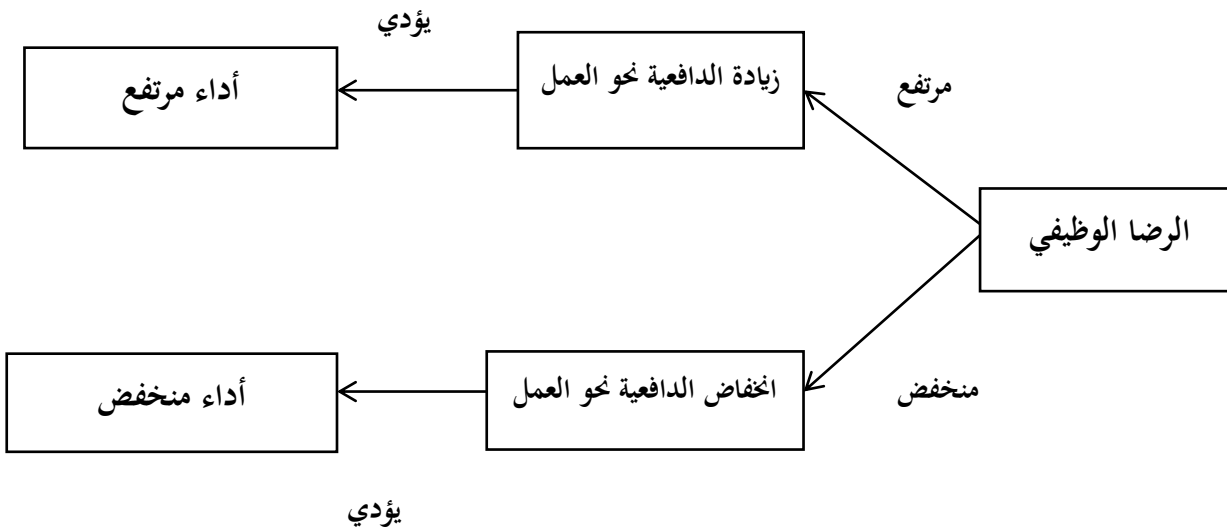 يؤدي
زيادة الدافعية نحو العمل
أداء مرتفع
مرتفع
الرضا الوظيفي
منخفض
انخفاض الدافعية نحو العمل
أداء منخفض
يؤدي